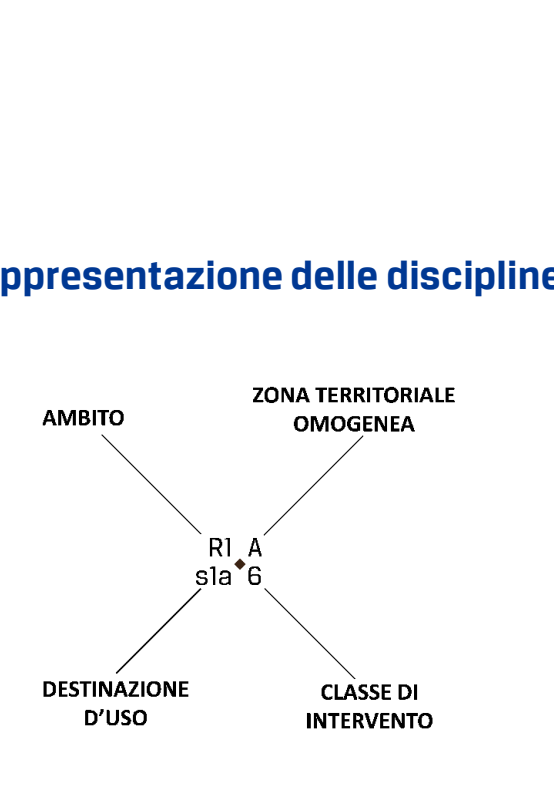 ppresentazione delle discipline
ZONA TERRITORIALE
OMOGENEA
AMBITO
R1 A
s1a 6
DESTINAZIONE
D'USO
CLASSE DI
INTERVENTO